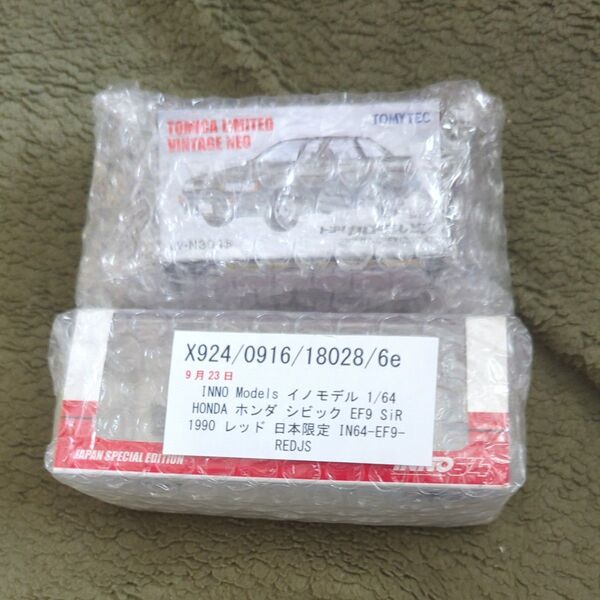 TOMICA LIMITED
VINTAGE NEO
TOMYTEC
X924/0916/18028/6e
9月23日
INNO Models イノモデル 1/64
HONDA ホンダ シビック EF9 SiR
1990 レッド 日本限定 IN64-EF9-
REDJS
JAPAN SPECIAL EDITION
INNO64